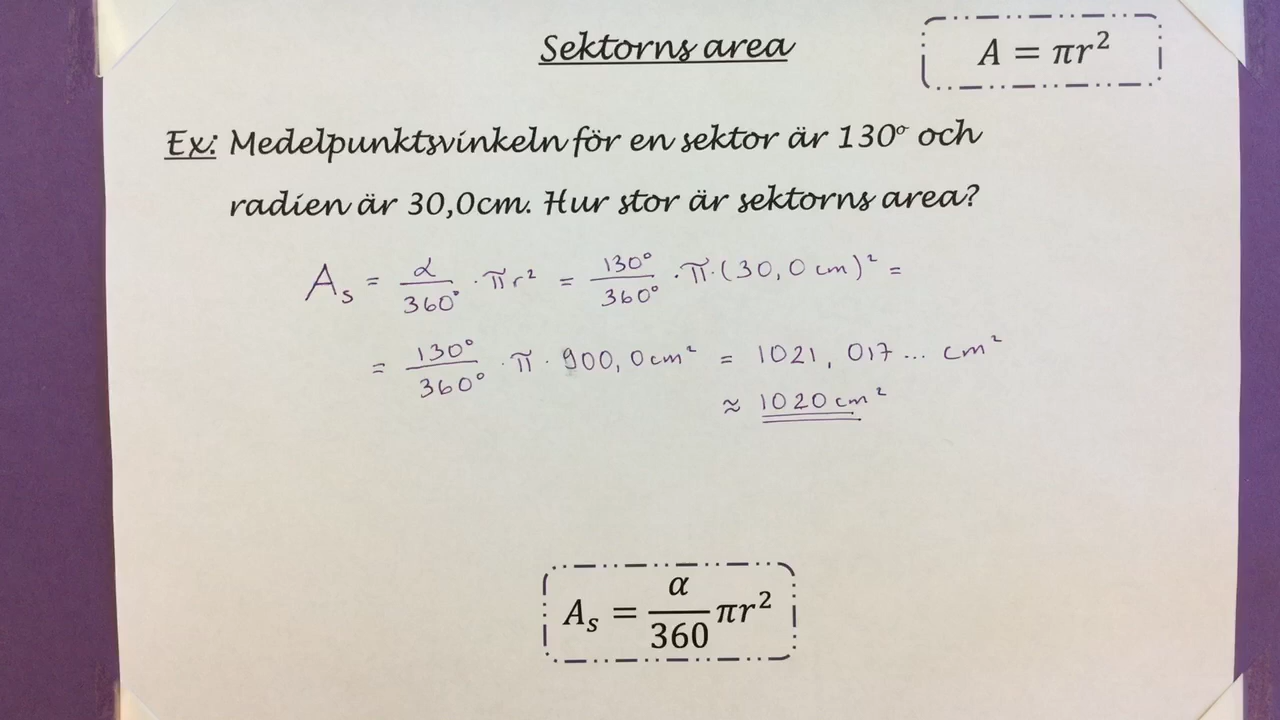 Sektorns area
A = πr²
Ex: Medelpunktsvinkeln för en sektor är 130° och
radien är 30,0cm. Hur stor är sektorns area?
Aₛ = α/360° · πr² = 130°/360° · π · (30,0 cm)² =
= 130°/360° · π · 900,0 cm² = 1021,017... cm²
≈ 1020 cm²
Aₛ = α/360 πr²